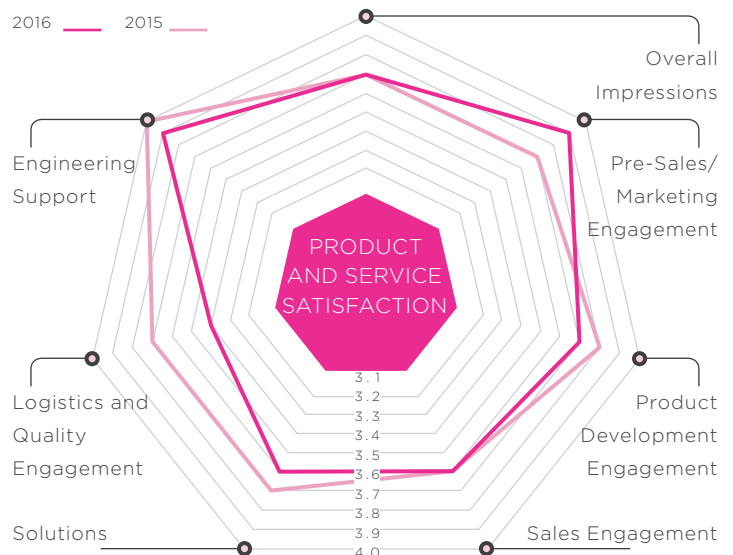 2016
2015
Overall
Impressions
Engineering
Support
Pre-Sales/
Marketing
Engagement
PRODUCT
AND SERVICE
SATISFACTION
3.1
3.2
3.3
3.4
3.5
3.6
3.7
3.8
3.9
4.0
Logistics and
Quality
Engagement
Product
Development
Engagement
Solutions
Sales Engagement